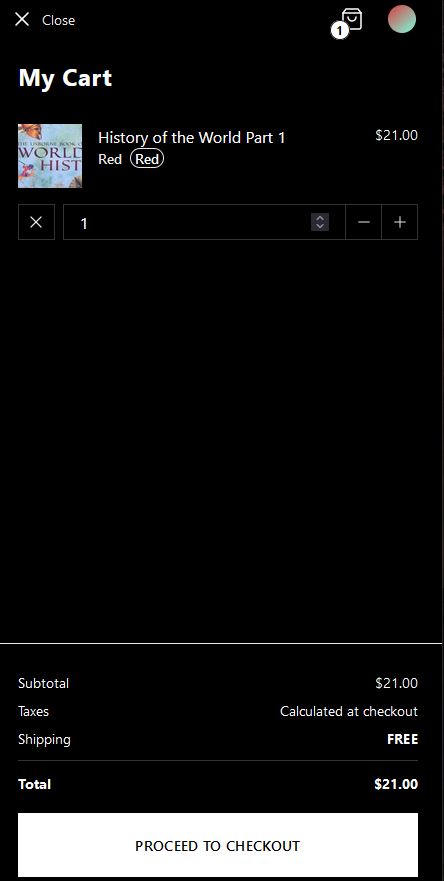 Close
1
My Cart
THE USBORNE BOOK O
WORLD
HIST
History of the World Part 1
$21.00
Red Red
1
Subtotal $21.00
Taxes Calculated at checkout
Shipping FREE
Total $21.00
PROCEED TO CHECKOUT